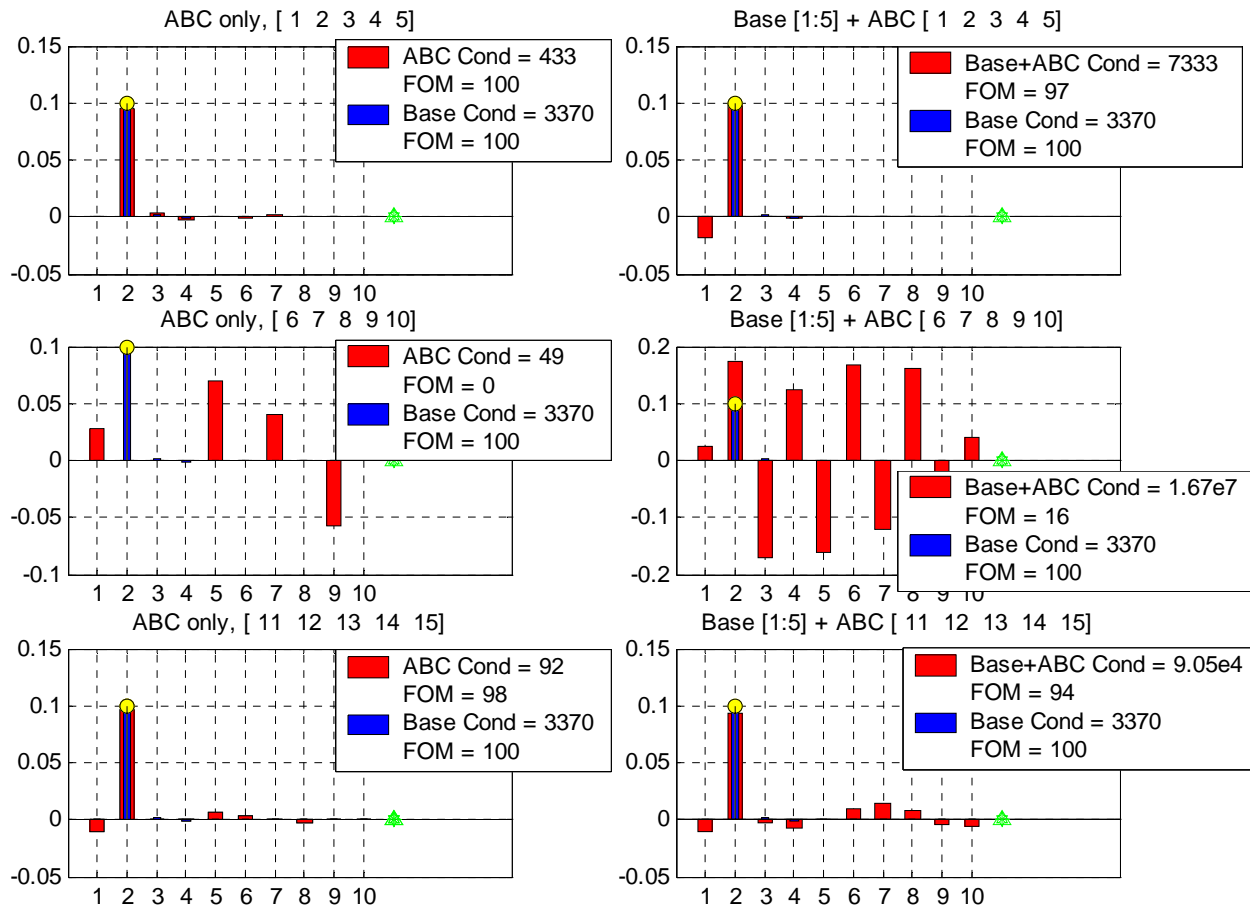 ABC only, [ 1 2 3 4 5]
0.15
0.1
0.05
0
-0.05
1 2 3 4 5 6 7 8 9 10
ABC Cond = 433
FOM = 100
Base Cond = 3370
FOM = 100
Base [1:5] + ABC [ 1 2 3 4 5]
0.15
0.1
0.05
0
-0.05
1 2 3 4 5 6 7 8 9 10
Base+ABC Cond = 7333
FOM = 97
Base Cond = 3370
FOM = 100
ABC only, [ 6 7 8 9 10]
0.1
0.05
0
-0.05
-0.1
1 2 3 4 5 6 7 8 9 10
ABC Cond = 49
FOM = 0
Base Cond = 3370
FOM = 100
Base [1:5] + ABC [ 6 7 8 9 10]
0.2
0.1
0
-0.1
-0.2
1 2 3 4 5 6 7 8 9 10
Base+ABC Cond = 1.67e7
FOM = 16
Base Cond = 3370
FOM = 100
ABC only, [ 11 12 13 14 15]
0.15
0.1
0.05
0
-0.05
1 2 3 4 5 6 7 8 9 10
ABC Cond = 92
FOM = 98
Base Cond = 3370
FOM = 100
Base [1:5] + ABC [ 11 12 13 14 15]
0.15
0.1
0.05
0
-0.05
1 2 3 4 5 6 7 8 9 10
Base+ABC Cond = 9.05e4
FOM = 94
Base Cond = 3370
FOM = 100